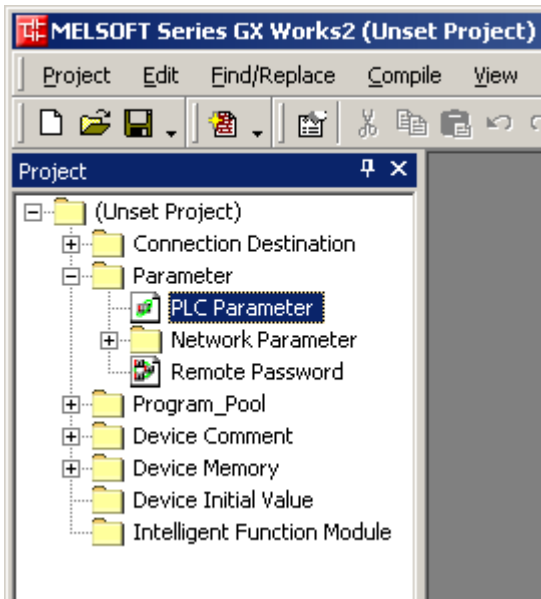 MELSOFT Series GX Works2 (Unset Project)
Project Edit Find/Replace Compile View
Project
(Unset Project)
Connection Destination
Parameter
PLC Parameter
Network Parameter
Remote Password
Program_Pool
Device Comment
Device Memory
Device Initial Value
Intelligent Function Module